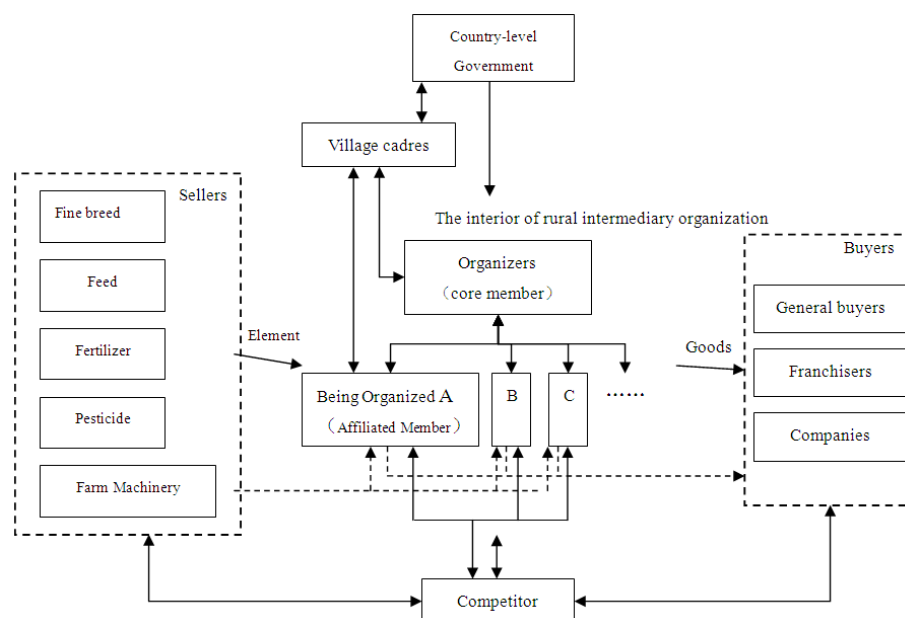 Country-level
Government
Village cadres
Sellers
Fine breed
Feed
Fertilizer
Pesticide
Farm Machinery
Element
The interior of rural intermediary organization
Organizers
（core member）
Being Organized A
（Affiliated Member）
B
C
……
Goods
Buyers
General buyers
Franchisers
Companies
Competitor